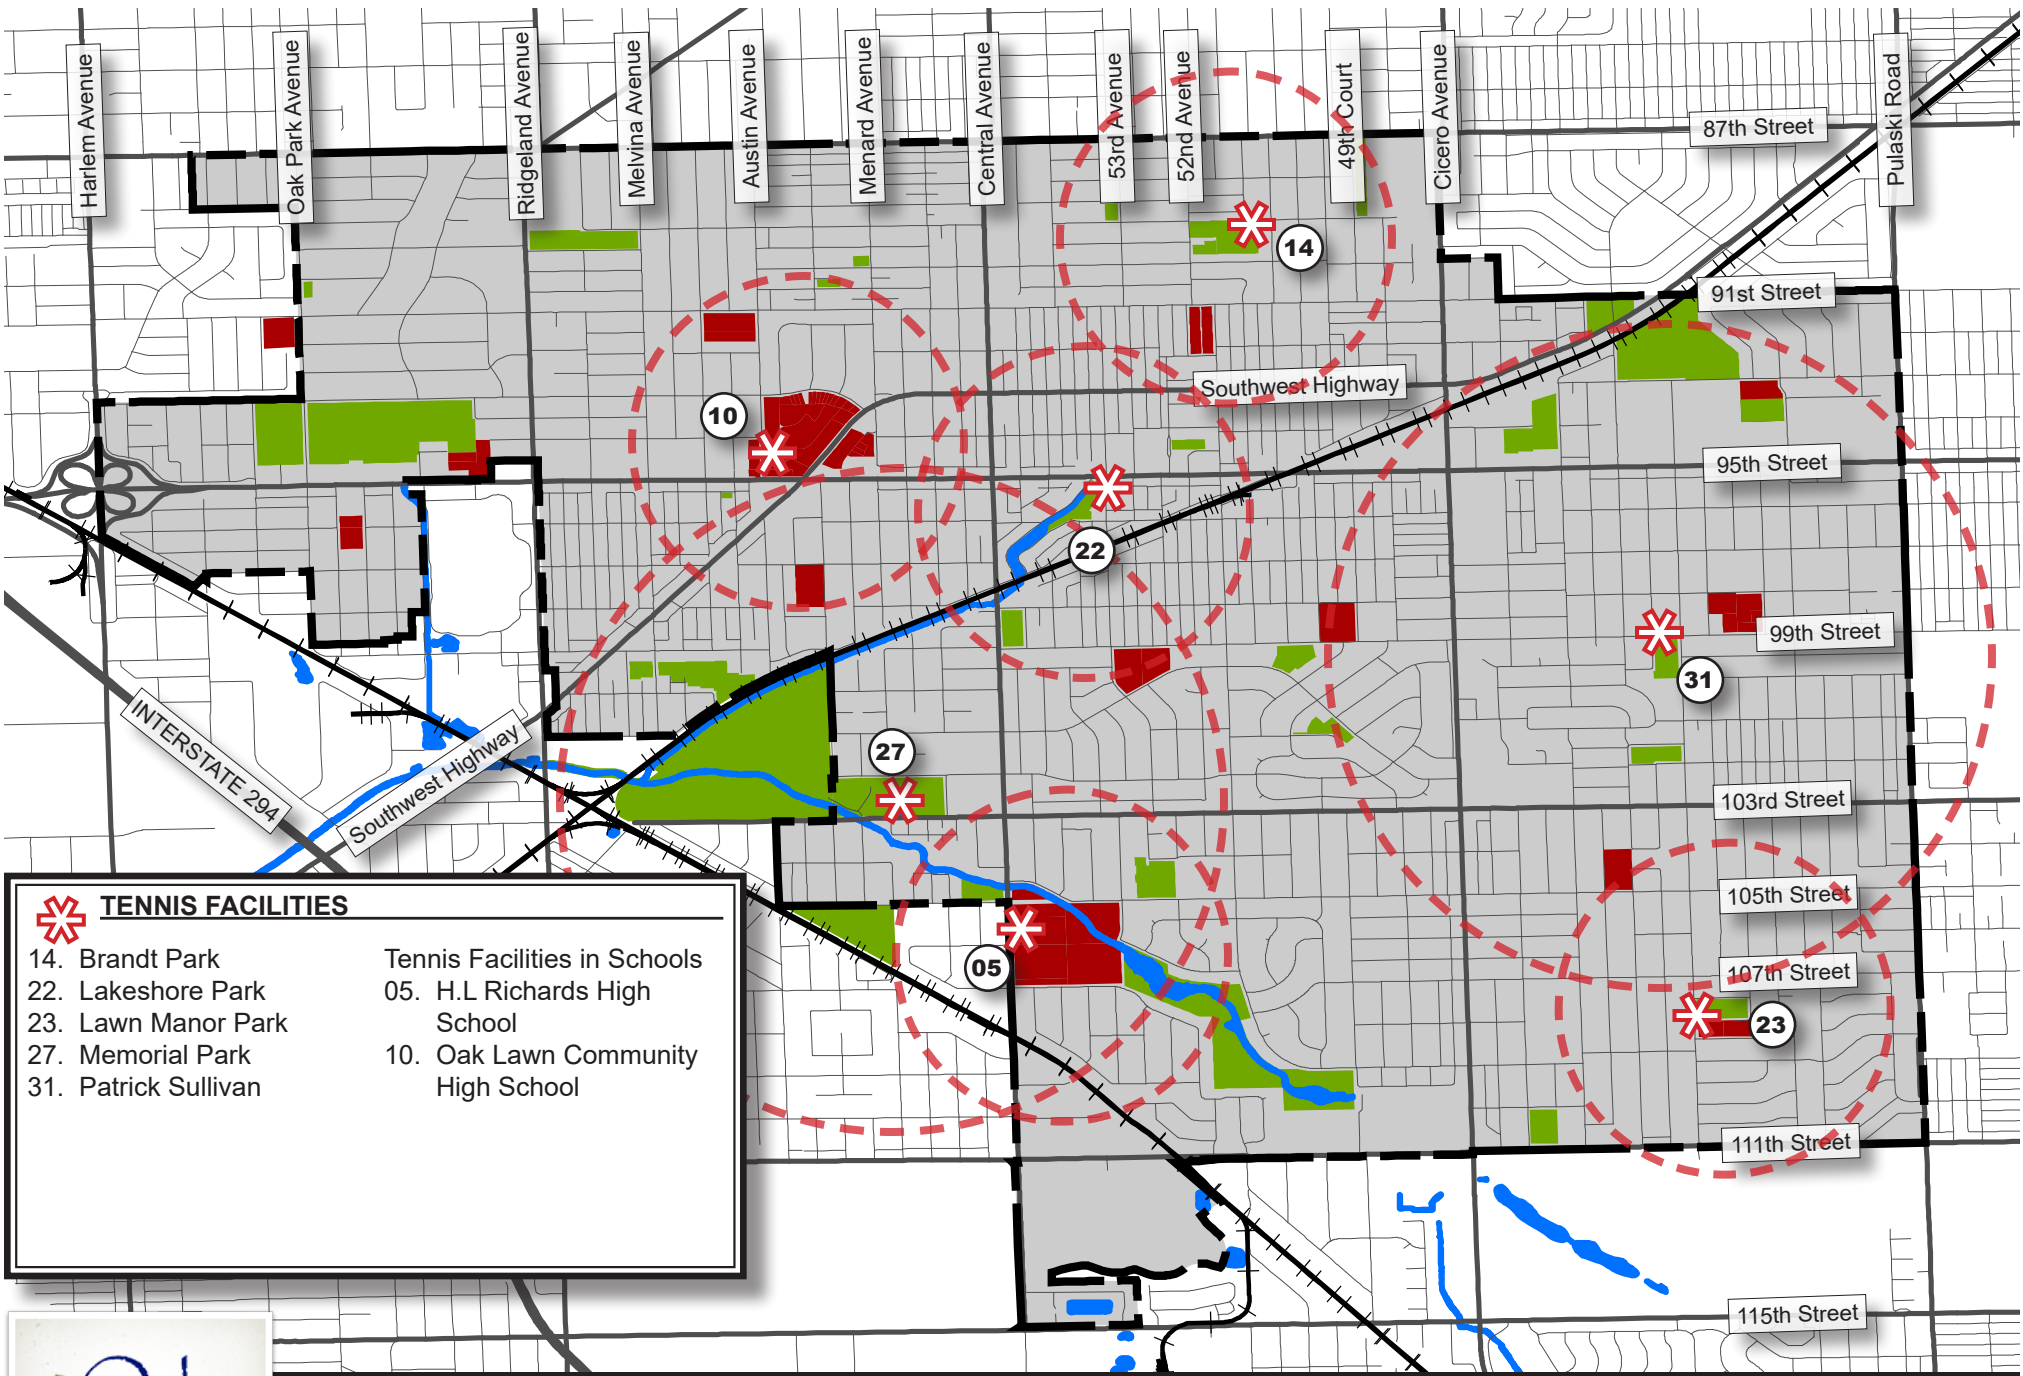 Harlem Avenue
Oak Park Avenue
Ridgeland Avenue
Melvina Avenue
Austin Avenue
Menard Avenue
Central Avenue
53rd Avenue
52nd Avenue
49th Court
Cicero Avenue
Pulaski Road
87th Street
14
91st Street
Southwest Highway
10
95th Street
22
99th Street
31
INTERSTATE 294
Southwest Highway
27
103rd Street
105th Street
05
107th Street
23
111th Street
115th Street
TENNIS FACILITIES
14. Brandt Park
22. Lakeshore Park
23. Lawn Manor Park
27. Memorial Park
31. Patrick Sullivan
Tennis Facilities in Schools
05. H.L Richards High
School
10. Oak Lawn Community
High School